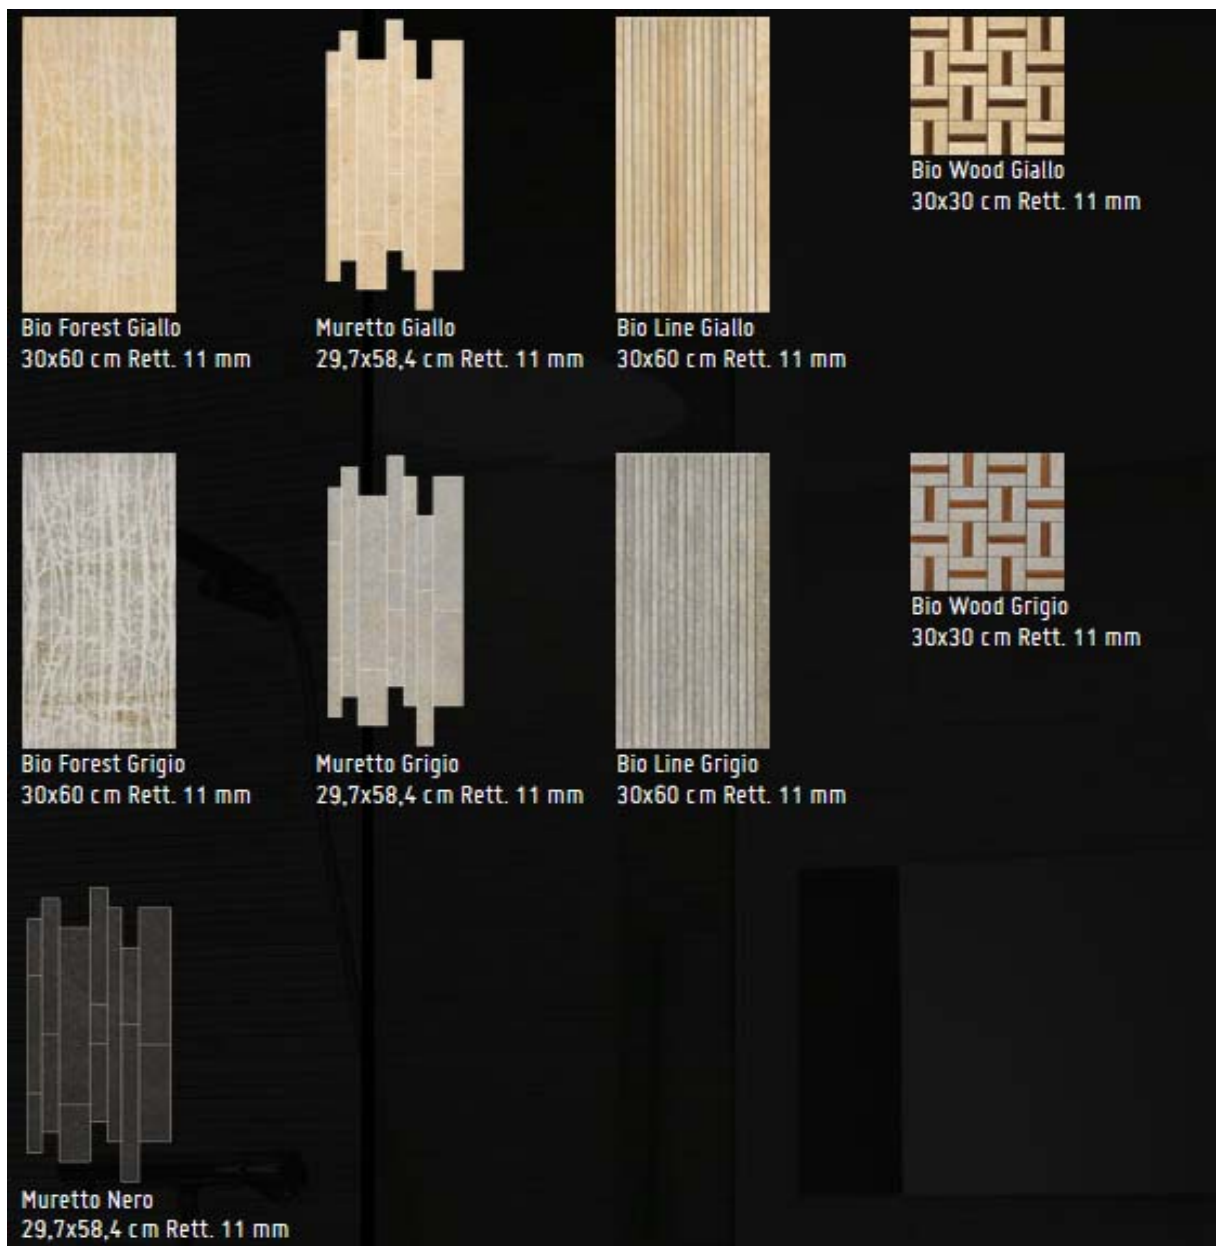 Bio Forest Giallo
30x60 cm Rett. 11 mm
Muretto Giallo
29,7x58,4 cm Rett. 11 mm
Bio Line Giallo
30x60 cm Rett. 11 mm
Bio Wood Giallo
30x30 cm Rett. 11 mm
Bio Forest Grigio
30x60 cm Rett. 11 mm
Muretto Grigio
29,7x58,4 cm Rett. 11 mm
Bio Line Grigio
30x60 cm Rett. 11 mm
Bio Wood Grigio
30x30 cm Rett. 11 mm
Muretto Nero
29,7x58,4 cm Rett. 11 mm